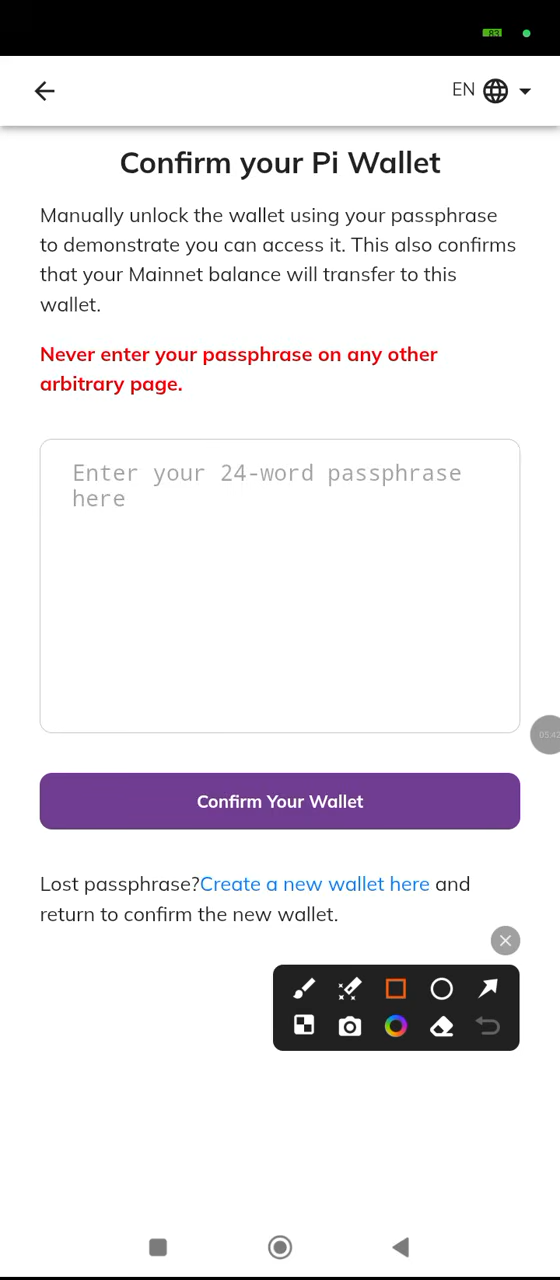 83
EN
Confirm your Pi Wallet
Manually unlock the wallet using your passphrase
to demonstrate you can access it. This also confirms
that your Mainnet balance will transfer to this
wallet.
Never enter your passphrase on any other
arbitrary page.
Enter your 24-word passphrase
here
Confirm Your Wallet
Lost passphrase?Create a new wallet here and
return to confirm the new wallet.